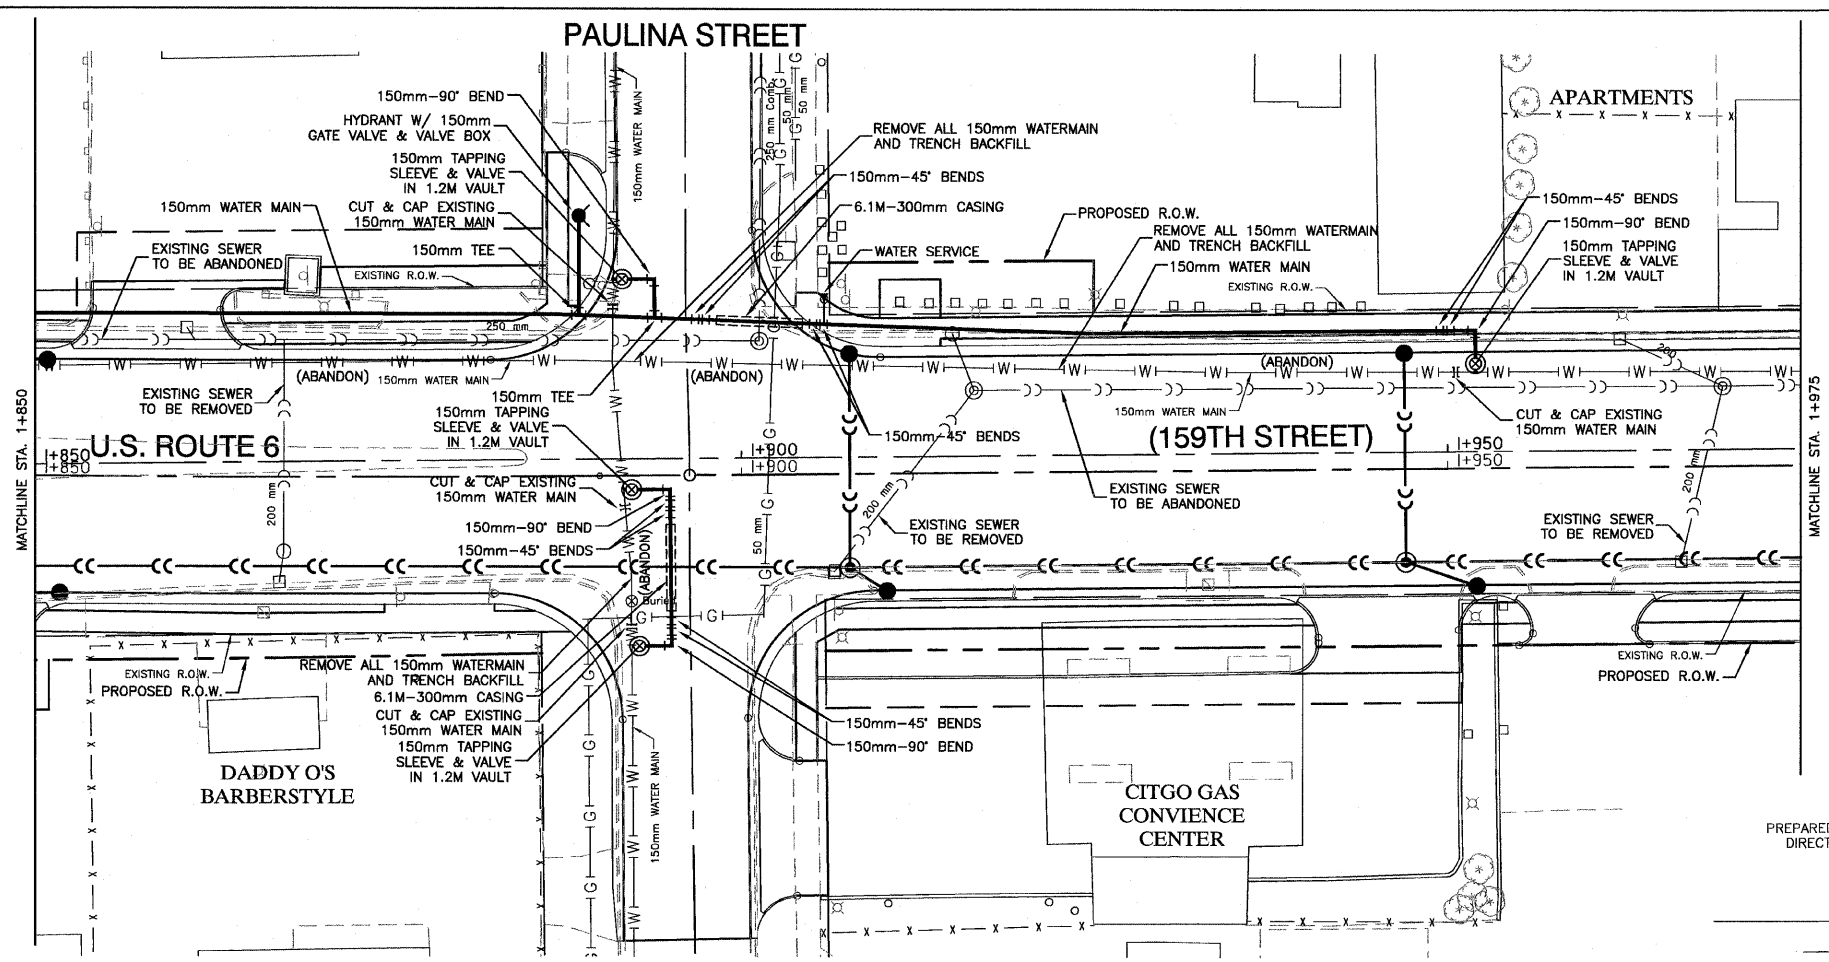 PAULINA STREET
150mm-90° BEND
HYDRANT W/ 150mm
GATE VALVE & VALVE BOX
150mm TAPPING
SLEEVE & VALVE
IN 1.2M VAULT
150mm WATER MAIN
CUT & CAP EXISTING
150mm WATER MAIN
EXISTING SEWER
TO BE ABANDONED
150mm TEE
EXISTING R.O.W.
150mm WATER MAIN
250 mm Comb.
50 mm
50 mm
REMOVE ALL 150mm WATERMAIN
AND TRENCH BACKFILL
150mm-45° BENDS
6.1M-300mm CASING
WATER SERVICE
PROPOSED R.O.W.
REMOVE ALL 150mm WATERMAIN
AND TRENCH BACKFILL
150mm WATER MAIN
EXISTING R.O.W.
APARTMENTS
150mm-45° BENDS
150mm-90° BEND
150mm TAPPING
SLEEVE & VALVE
IN 1.2M VAULT
250 mm
(ABANDON)
150mm WATER MAIN
(ABANDON)
(ABANDON)
200
EXISTING SEWER
TO BE REMOVED
150mm TEE
150mm TAPPING
SLEEVE & VALVE
IN 1.2M VAULT
150mm-45° BENDS
150mm WATER MAIN
CUT & CAP EXISTING
150mm WATER MAIN
MATCHLINE STA. 1+850
MATCHLINE STA. 1+975
U.S. ROUTE 6
(159TH STREET)
1+850
1+850
1+900
1+900
1+950
1+950
CUT & CAP EXISTING
150mm WATER MAIN
200 mm
150mm-90° BEND
150mm-45° BENDS
(ABANDON)
50 mm
200 mm
EXISTING SEWER
TO BE REMOVED
EXISTING SEWER
TO BE ABANDONED
200 mm
EXISTING SEWER
TO BE REMOVED
Buried
EXISTING R.O.W.
PROPOSED R.O.W.
REMOVE ALL 150mm WATERMAIN
AND TRENCH BACKFILL
6.1M-300mm CASING
CUT & CAP EXISTING
150mm WATER MAIN
150mm TAPPING
SLEEVE & VALVE
IN 1.2M VAULT
150mm WATER MAIN
150mm-45° BENDS
150mm-90° BEND
EXISTING R.O.W.
PROPOSED R.O.W.
DADDY O'S
BARBERSTYLE
CITGO GAS
CONVIENCE
CENTER
PREPARED
DIRECT